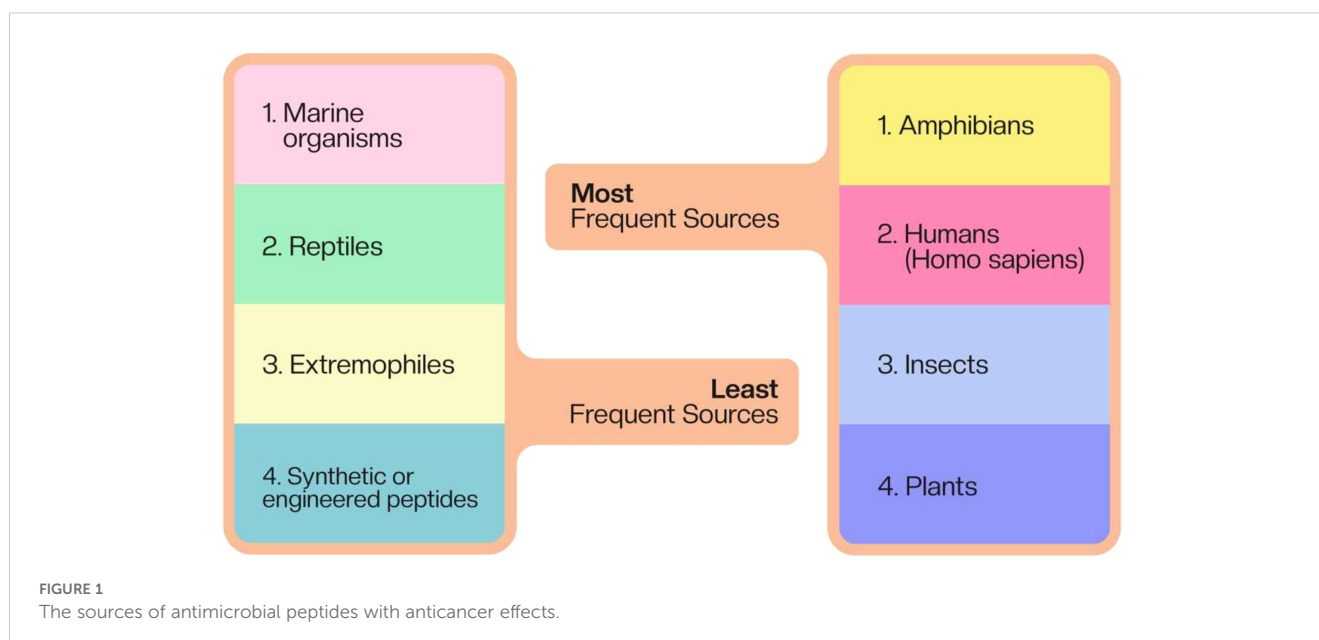 1. Marine
organisms
2. Reptiles
3. Extremophiles
4. Synthetic or
engineered peptides
Most
Frequent Sources
Least
Frequent Sources
1. Amphibians
2. Humans
(Homo sapiens)
3. Insects
4. Plants
FIGURE 1
The sources of antimicrobial peptides with anticancer effects.